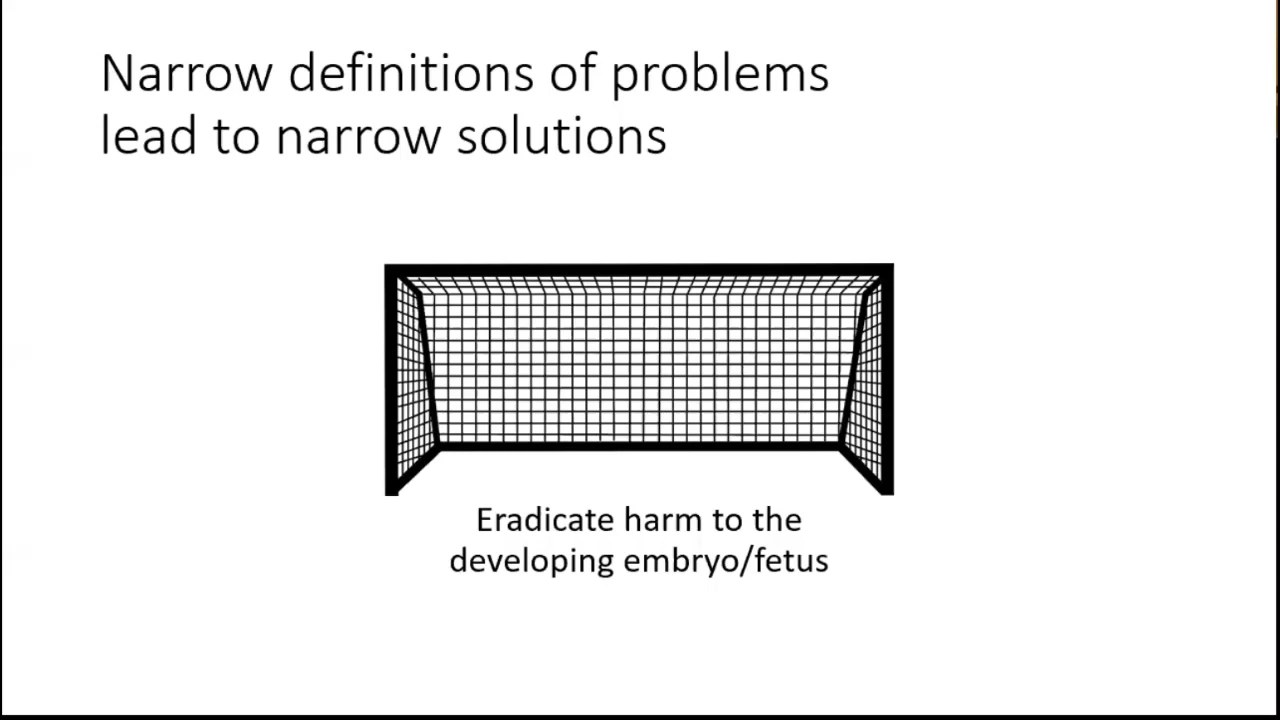 Narrow definitions of problems
lead to narrow solutions
Eradicate harm to the
developing embryo/fetus